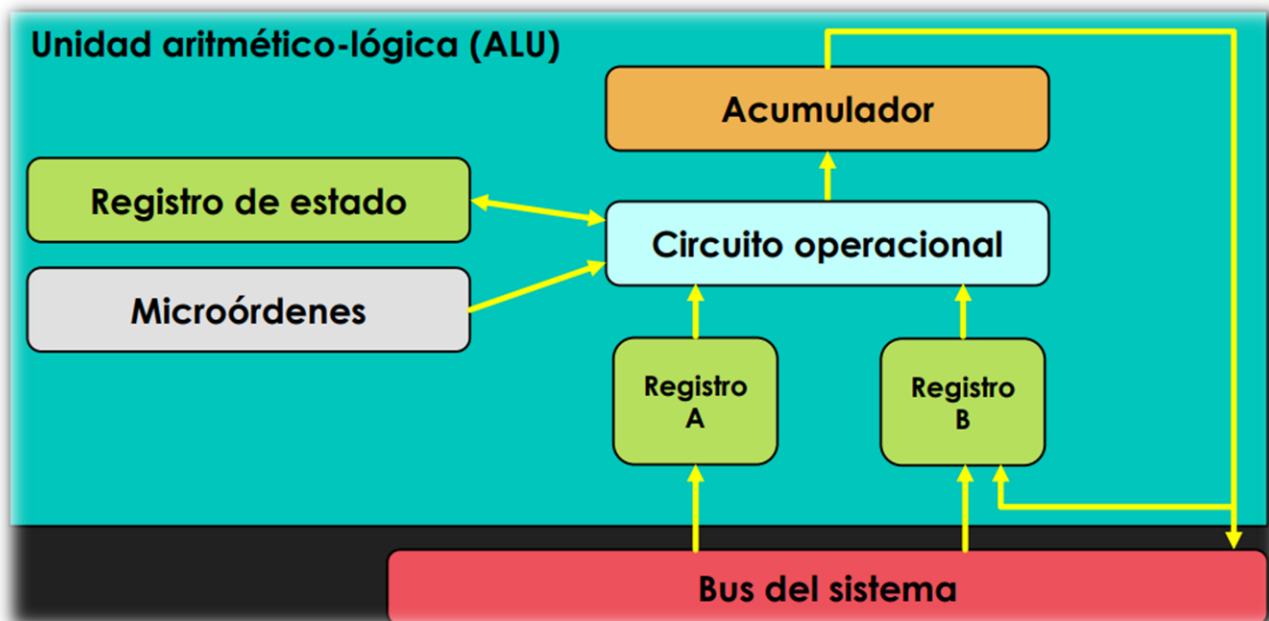 Unidad aritmético-lógica (ALU)
Acumulador
Registro de estado
Circuito operacional
Microórdenes
Registro
A
Registro
B
Bus del sistema